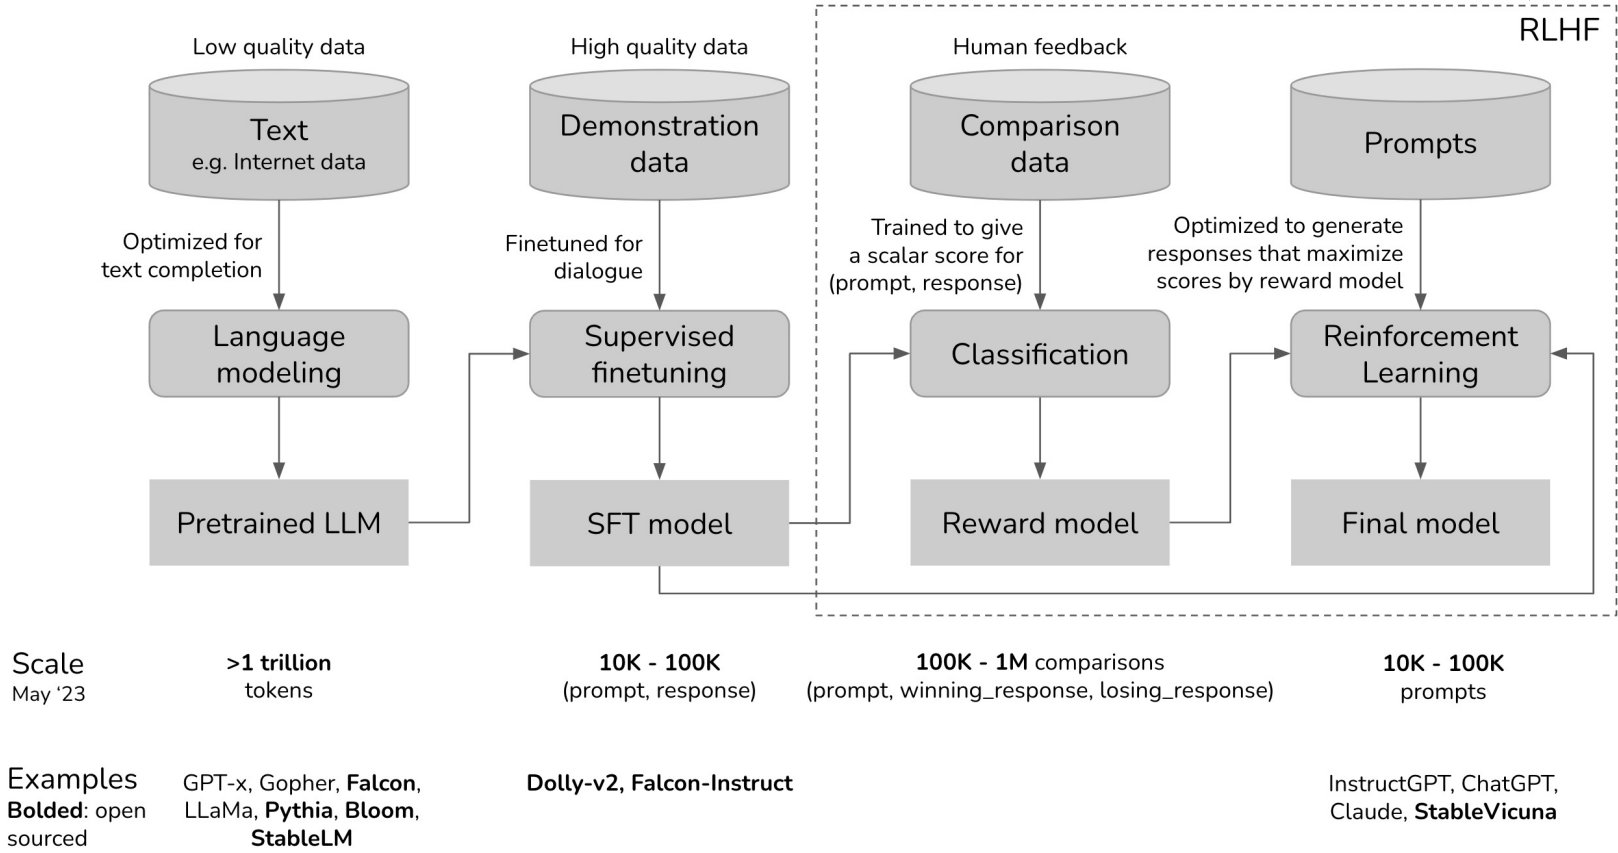 RLHF
Low quality data
Text
e.g. Internet data
Optimized for
text completion
Language
modeling
Pretrained LLM
High quality data
Demonstration
data
Finetuned for
dialogue
Supervised
finetuning
SFT model
Human feedback
Comparison
data
Trained to give
a scalar score for
(prompt, response)
Classification
Reward model
Prompts
Optimized to generate
responses that maximize
scores by reward model
Reinforcement
Learning
Final model
Scale
May ‘23
>1 trillion
tokens
10K - 100K
(prompt, response)
100K - 1M comparisons
(prompt, winning_response, losing_response)
10K - 100K
prompts
Examples
Bolded: open
sourced
GPT-x, Gopher, Falcon,
LLaMa, Pythia, Bloom,
StableLM
Dolly-v2, Falcon-Instruct
InstructGPT, ChatGPT,
Claude, StableVicuna